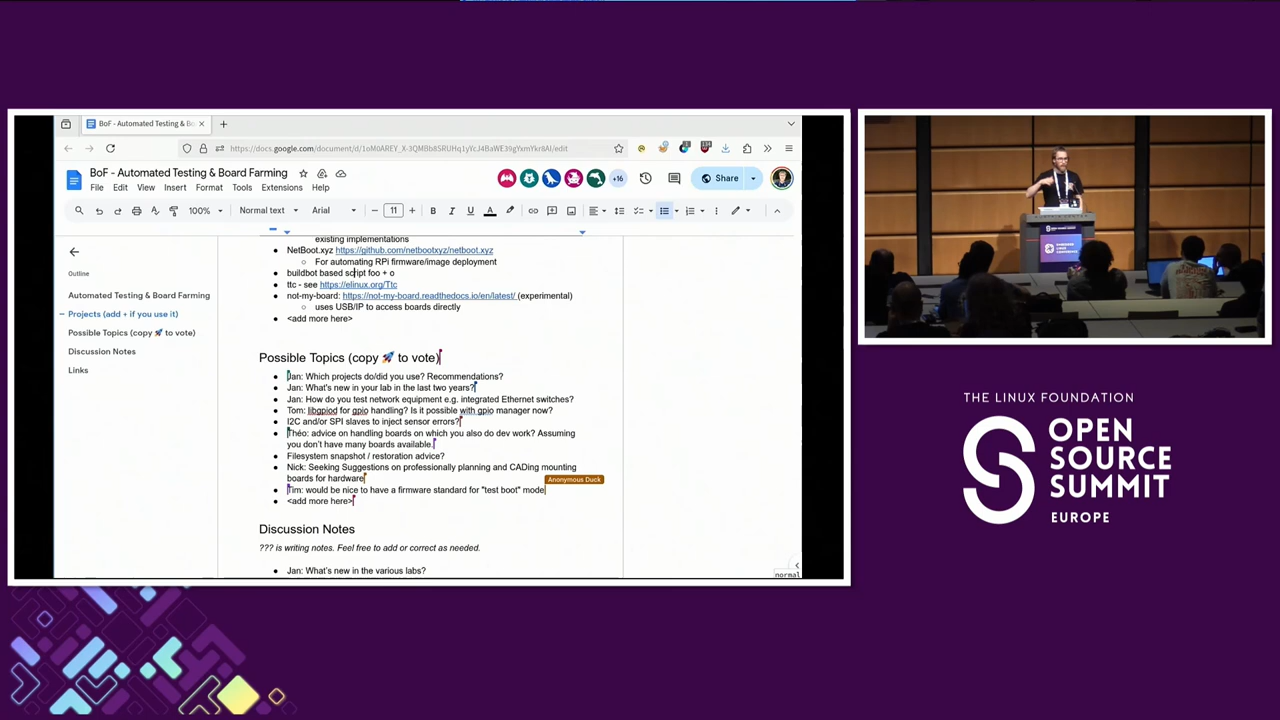 BoF - Automated Testing & Bo
https://docs.google.com/document/d/1oM0AREY_X-3QMBb8SRUHq1yYcJ4BaWE39gYxmYkr8AI/edit
BoF - Automated Testing & Board Farming
File Edit View Insert Format Tools Extensions Help
+16
Share
100%
Normal text
Arial
11
Outline
Automated Testing & Board Farming
Projects (add + if you use it)
Possible Topics (copy 🚀 to vote)
Discussion Notes
Links
existing implementations
NetBoot.xyz https://github.com/netbootxyz/netboot.xyz
For automating RPi firmware/image deployment
buildbot based script foo + o
ttc - see https://elinux.org/Ttc
not-my-board: https://not-my-board.readthedocs.io/en/latest/ (experimental)
uses USB/IP to access boards directly
<add more here>
Possible Topics (copy 🚀 to vote)
Jan: Which projects do/did you use? Recommendations?
Jan: What's new in your lab in the last two years?
Jan: How do you test network equipment e.g. integrated Ethernet switches?
Tom: libgpiod for gpio handling? Is it possible with gpio manager now?
I2C and/or SPI slaves to inject sensor errors?
Théo: advice on handling boards on which you also do dev work? Assuming
you don't have many boards available.
Filesystem snapshot / restoration advice?
Nick: Seeking Suggestions on professionally planning and CADing mounting
boards for hardware
Anonymous Duck
Tim: would be nice to have a firmware standard for "test boot" mode
<add more here>
Discussion Notes
??? is writing notes. Feel free to add or correct as needed.
Jan: What's new in the various labs?
normal
THE LINUX FOUNDATION
OPEN
SOURCE
SUMMIT
EUROPE